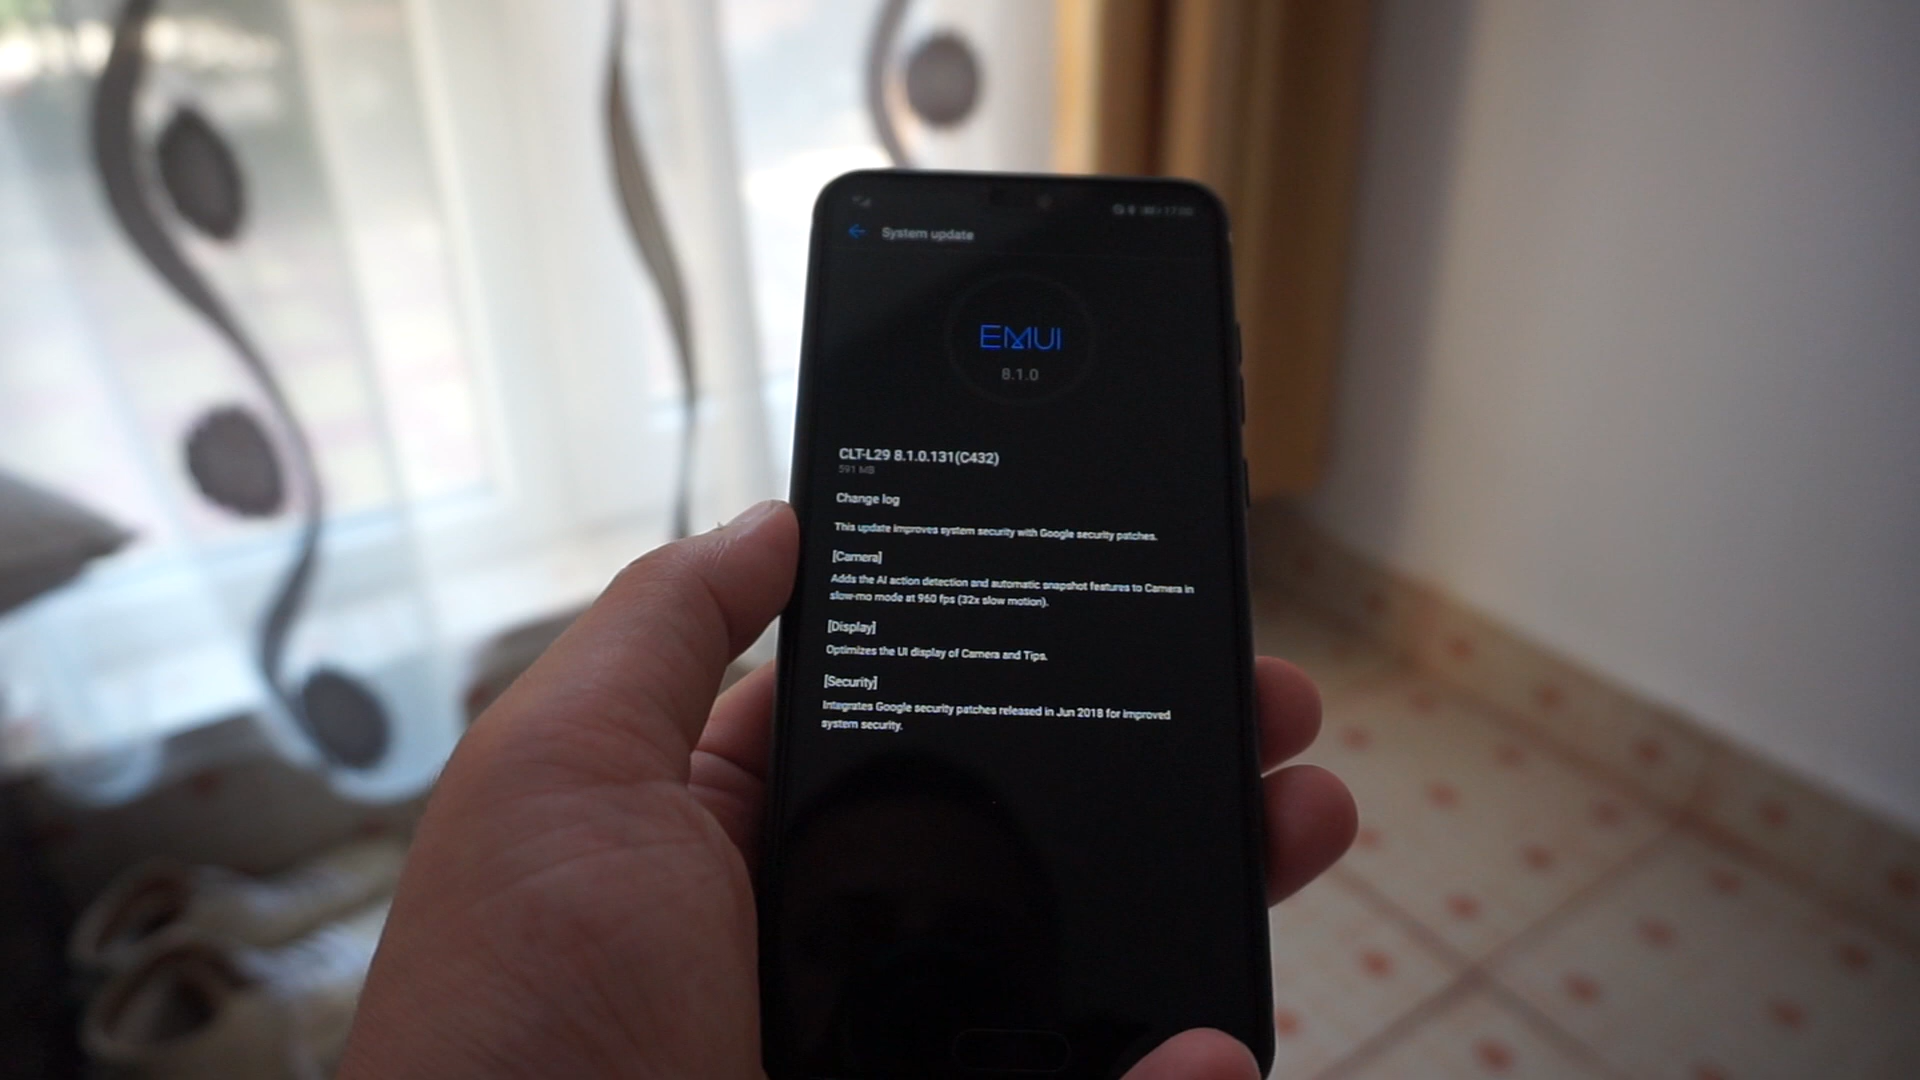 17:00
System update
EMUI
8.1.0
CLT-L29 8.1.0.131(C432)
591 MB
Change log
This update improves system security with Google security patches.
[Camera]
Adds the AI action detection and automatic snapshot features to Camera in
slow-mo mode at 960 fps (32x slow motion).
[Display]
Optimizes the UI display of Camera and Tips.
[Security]
Integrates Google security patches released in Jun 2018 for improved
system security.